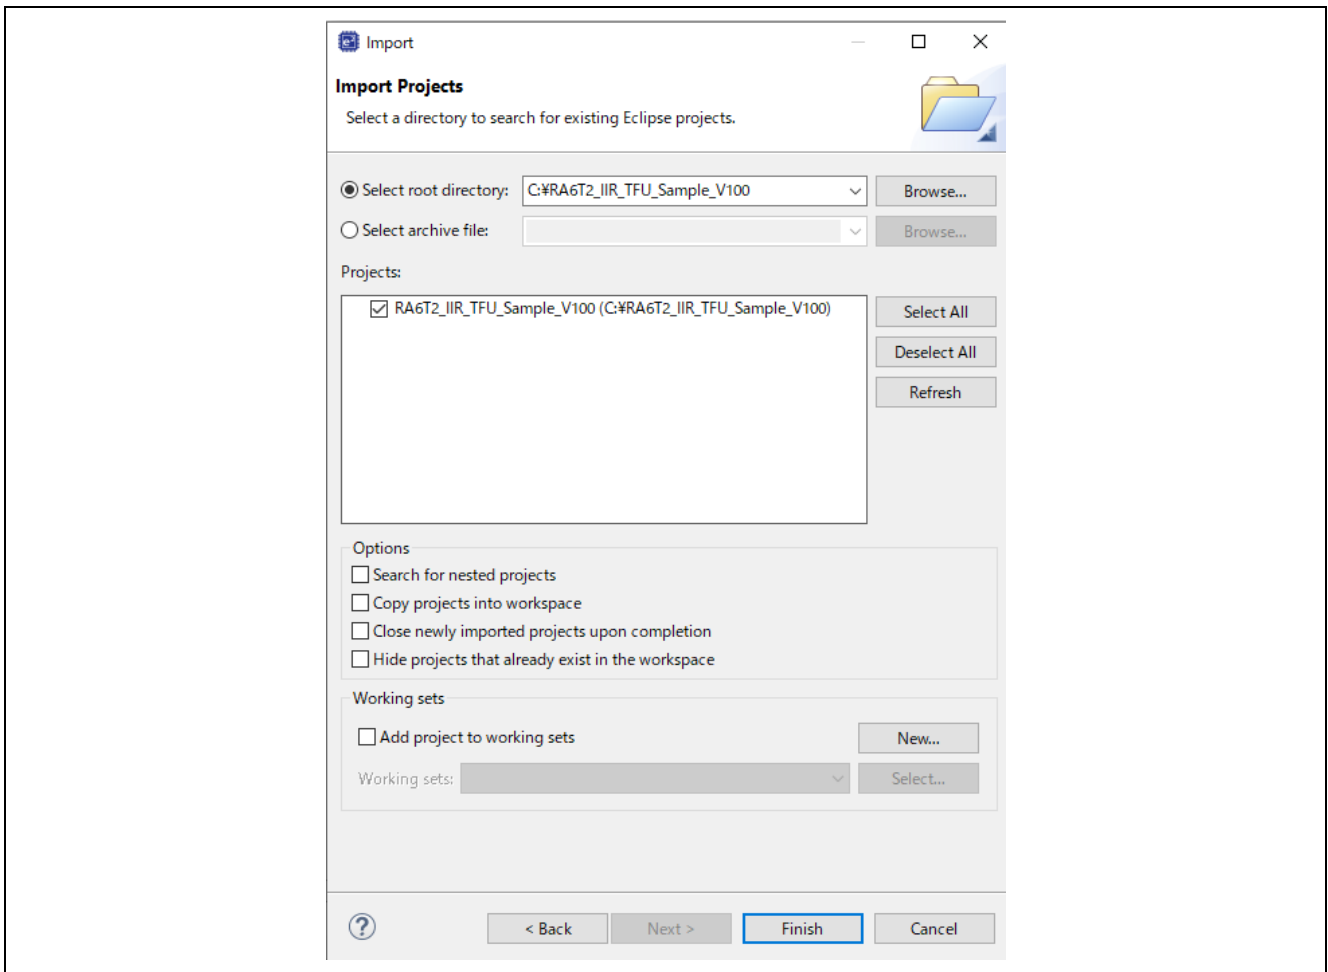 Import
Import Projects
Select a directory to search for existing Eclipse projects.
Select root directory: C:¥RA6T2_IIR_TFU_Sample_V100 Browse...
Select archive file: Browse...
Projects:
RA6T2_IIR_TFU_Sample_V100 (C:¥RA6T2_IIR_TFU_Sample_V100)
Select All
Deselect All
Refresh
Options
Search for nested projects
Copy projects into workspace
Close newly imported projects upon completion
Hide projects that already exist in the workspace
Working sets
Add project to working sets New...
Working sets: Select...
? < Back Next > Finish Cancel